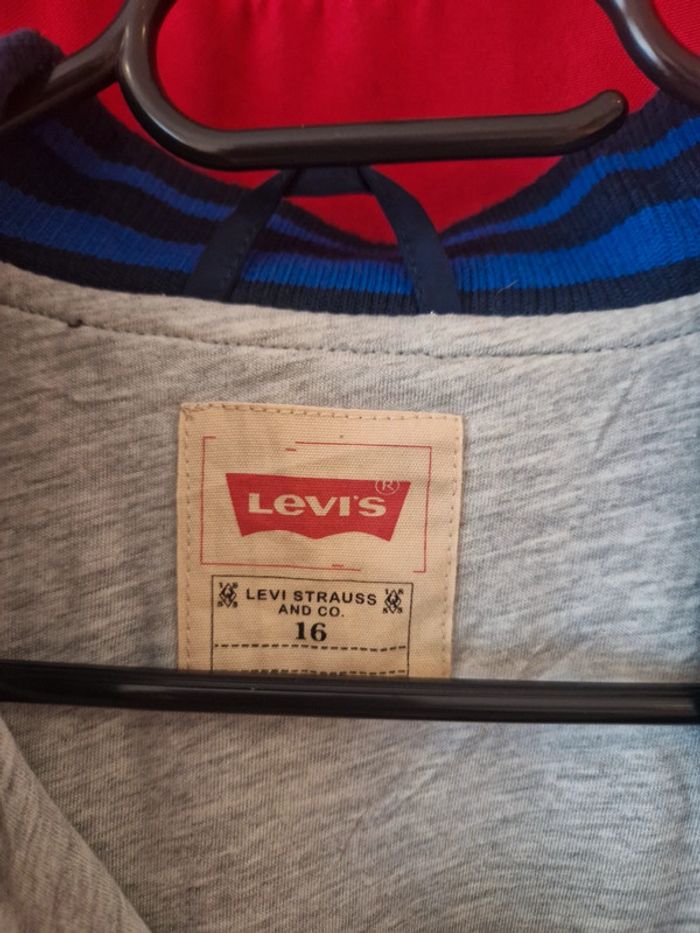 LEVI'S
®
LEVI STRAUSS
AND CO.
16